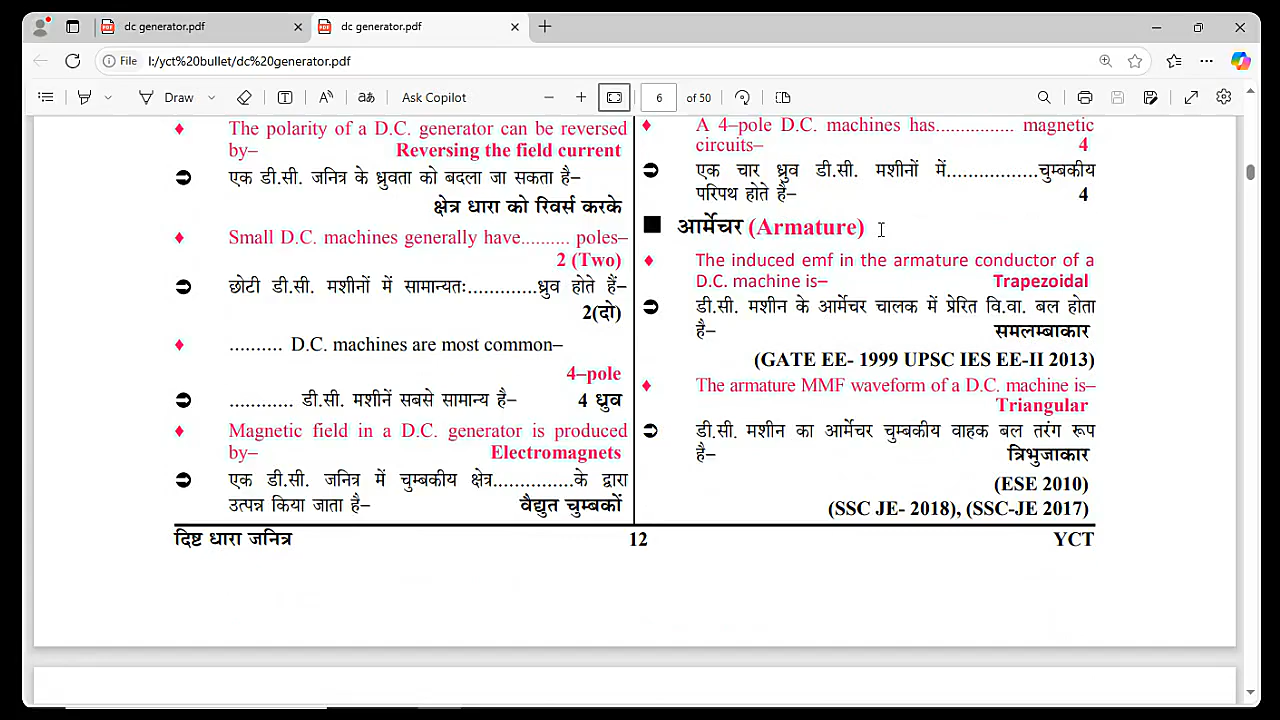 dc generator.pdf
dc generator.pdf
File
I:/yct%20bullet/dc%20generator.pdf
Draw
Ask Copilot
6 of 50
The polarity of a D.C. generator can be reversed
by– Reversing the field current
एक डी.सी. जनित्र के ध्रुवता को बदला जा सकता है–
क्षेत्र धारा को रिवर्स करके
Small D.C. machines generally have.......... poles–
2 (Two)
छोटी डी.सी. मशीनों में सामान्यतः.............ध्रुव होते हैं–
2(दो)
.......... D.C. machines are most common–
4–pole
............ डी.सी. मशीनें सबसे सामान्य है– 4 ध्रुव
Magnetic field in a D.C. generator is produced
by– Electromagnets
एक डी.सी. जनित्र में चुम्बकीय क्षेत्र...............के द्वारा
उत्पन्न किया जाता है– वैद्युत चुम्बकों
A 4–pole D.C. machines has............... magnetic
circuits– 4
एक चार ध्रुव डी.सी. मशीनों में.................चुम्बकीय
परिपथ होते हैं– 4
आर्मेचर (Armature)
The induced emf in the armature conductor of a
D.C. machine is– Trapezoidal
डी.सी. मशीन के आर्मेचर चालक में प्रेरित वि.वा. बल होता
है– समलम्बाकार
(GATE EE- 1999 UPSC IES EE-II 2013)
The armature MMF waveform of a D.C. machine is–
Triangular
डी.सी. मशीन का आर्मेचर चुम्बकीय वाहक बल तरंग रूप
है– त्रिभुजाकार
(ESE 2010)
(SSC JE- 2018), (SSC-JE 2017)
दिष्ट धारा जनित्र 12 YCT